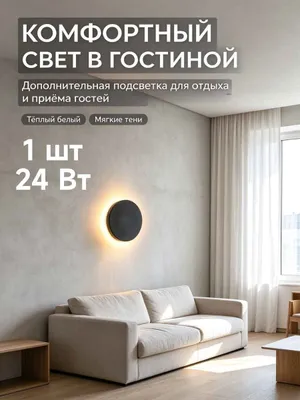 КОМФОРТНЫЙ
СВЕТ В ГОСТИНОЙ
Дополнительная подсветка для отдыха
и приёма гостей
Тёплый белый
Мягкие тени
1 шт
24 Вт